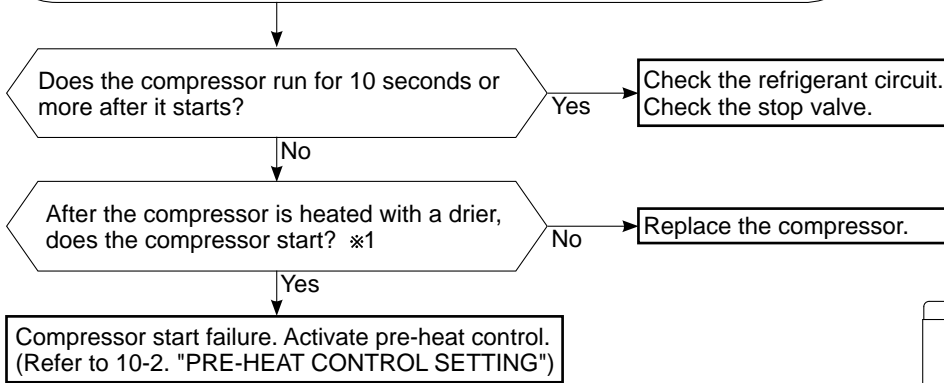 Does the compressor run for 10 seconds or
more after it starts?
Yes
Check the refrigerant circuit.
Check the stop valve.
No
After the compressor is heated with a drier,
does the compressor start? ※1
No
Replace the compressor.
Yes
Compressor start failure. Activate pre-heat control.
(Refer to 10-2. "PRE-HEAT CONTROL SETTING")